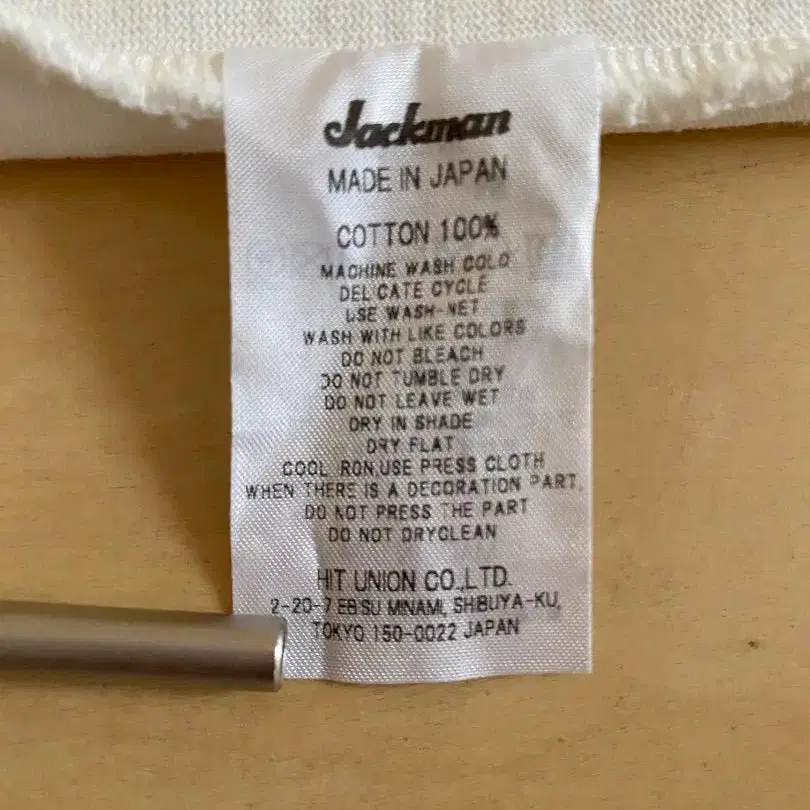 Jackman
MADE IN JAPAN
COTTON 100%
MACHINE WASH COLD
DELICATE CYCLE
USE WASH-NET
WASH WITH LIKE COLORS
DO NOT BLEACH
DO NOT TUMBLE DRY
DO NOT LEAVE WET
DRY IN SHADE
DRY FLAT
COOL IRON USE PRESS CLOTH
WHEN THERE IS A DECORATION PART,
DO NOT PRESS THE PART
DO NOT DRYCLEAN
HIT UNION CO.,LTD.
2-20-7 EBISU MINAMI, SHIBUYA-KU,
TOKYO 150-0022 JAPAN